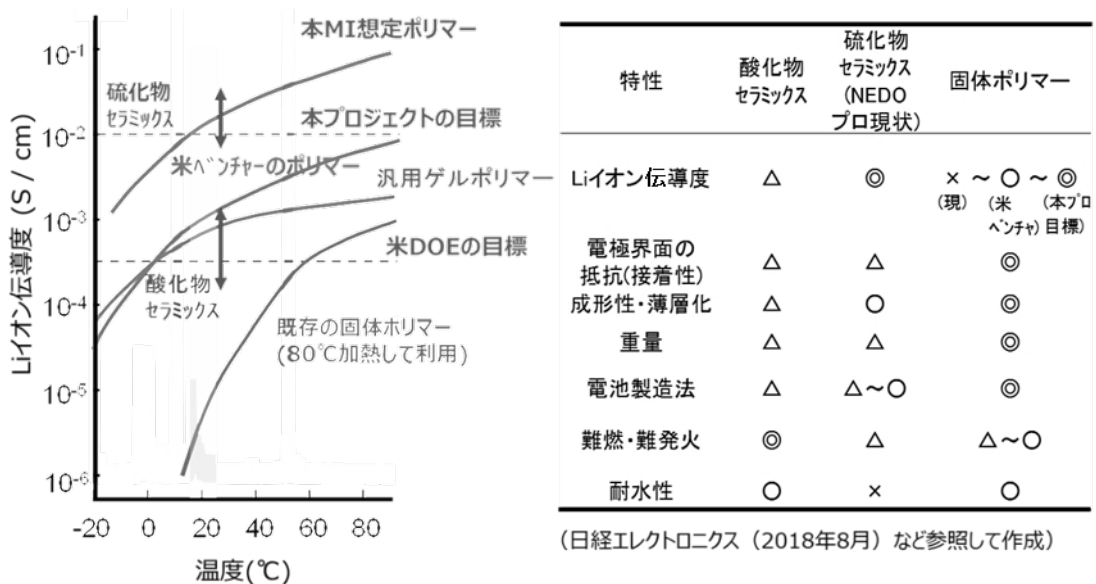 Liイオン伝導度 (S / cm)
10-1
10-2
10-3
10-4
10-5
10-6
-20
0
20
40
60
80
温度(℃)
本MI想定ポリマー
硫化物
セラミックス
本プロジェクトの目標
米ベンチャーのポリマー
汎用ゲルポリマー
米DOEの目標
酸化物
セラミックス
既存の固体ホリマー
(80℃加熱して利用)
特性
酸化物
セラミックス
硫化物
セラミックス
(NEDO
プロ現状)
固体ポリマー
Liイオン伝導度 △ ◎ × ～ ○ ～ ◎
(現) (米 (本プロ
ベンチャ) 目標)
電極界面の
抵抗(接着性) △ △ ◎
成形性・薄層化 △ ○ ◎
重量 △ △ ◎
電池製造法 △ △～○ ◎
難燃・難発火 ◎ △ △～○
耐水性 ○ × ○
(日経エレクトロニクス（2018年8月）など参照して作成)